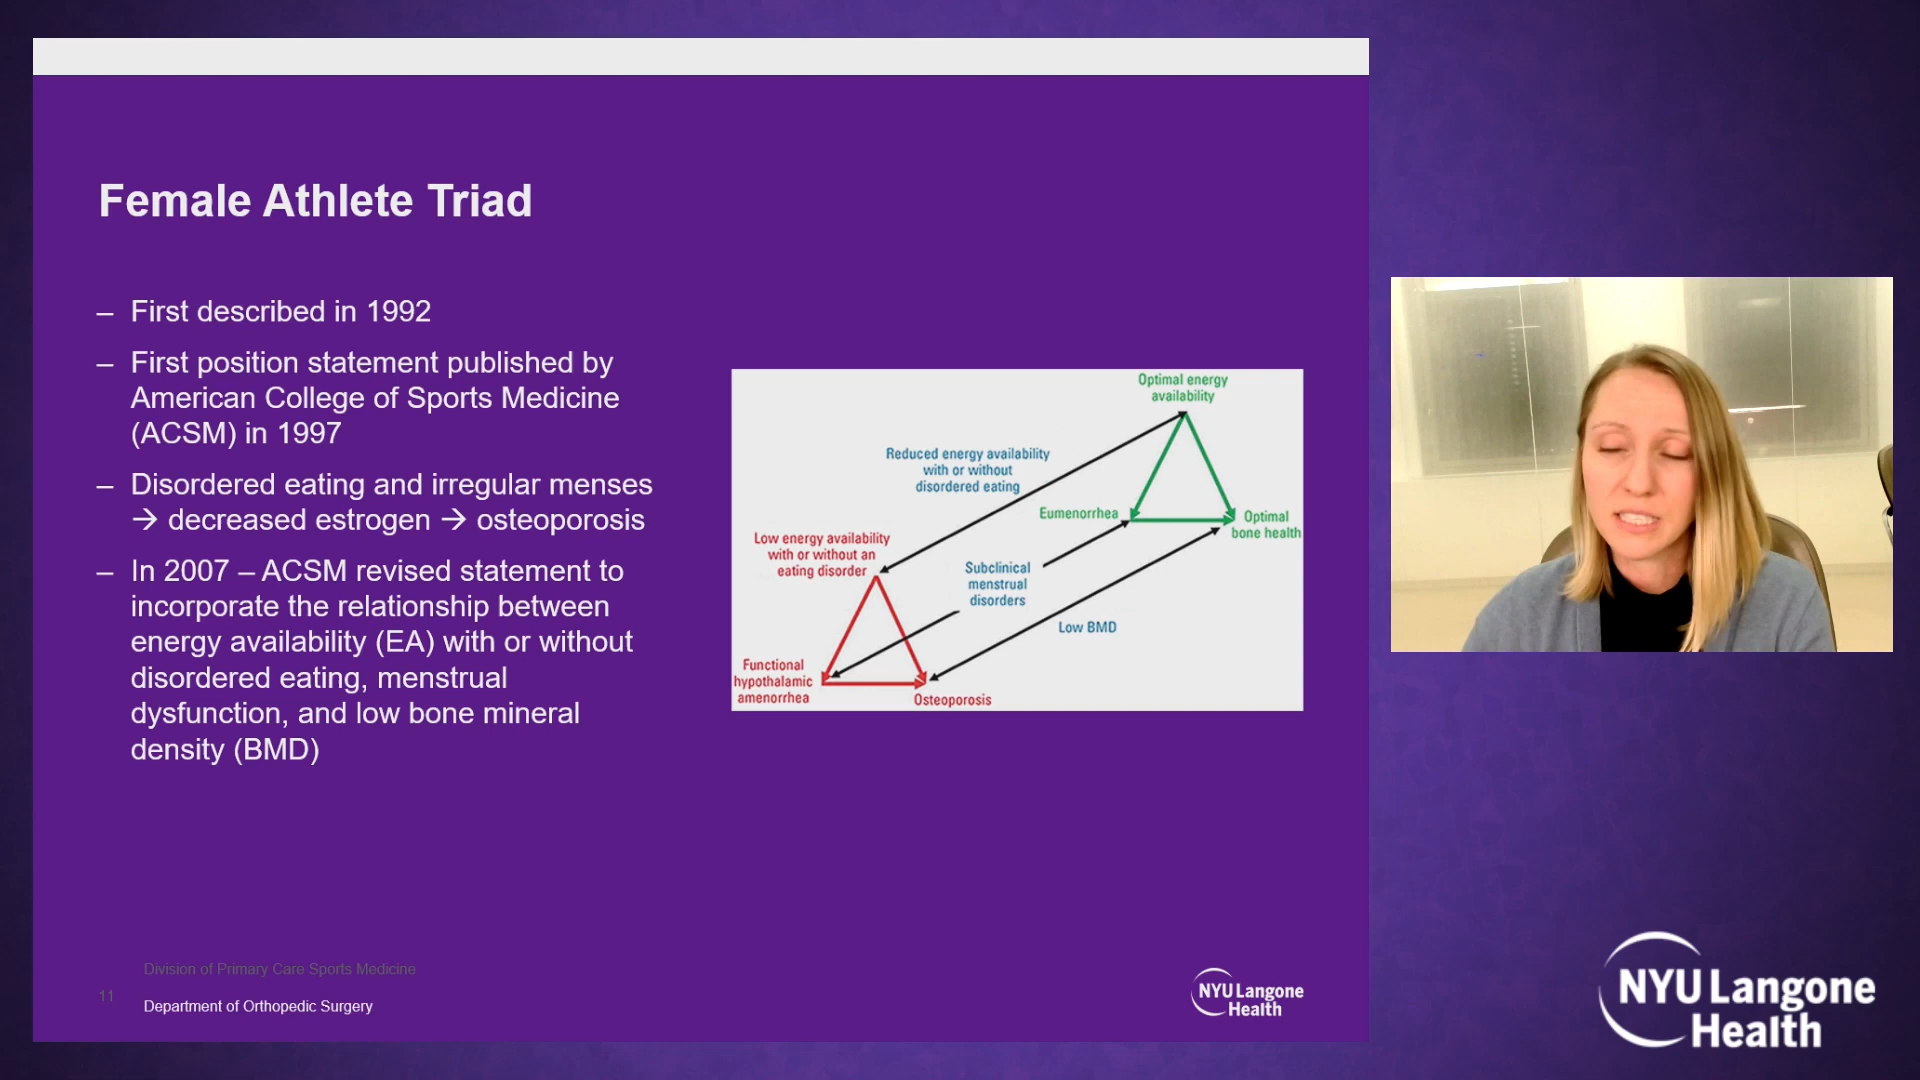 Female Athlete Triad
– First described in 1992
– First position statement published by
American College of Sports Medicine
(ACSM) in 1997
– Disordered eating and irregular menses
→ decreased estrogen → osteoporosis
– In 2007 – ACSM revised statement to
incorporate the relationship between
energy availability (EA) with or without
disordered eating, menstrual
dysfunction, and low bone mineral
density (BMD)
Optimal energy
availability
Reduced energy availability
with or without
disordered eating
Eumenorrhea
Optimal
bone health
Low energy availability
with or without an
eating disorder
Subclinical
menstrual
disorders
Low BMD
Functional
hypothalamic
amenorrhea
Osteoporosis
Division of Primary Care Sports Medicine
11
Department of Orthopedic Surgery
NYU Langone
Health
NYU Langone
Health